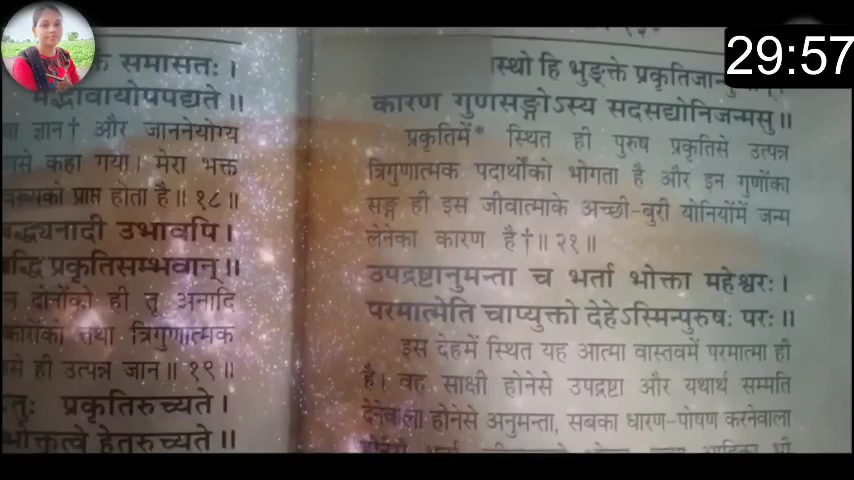 समासतः ।
मद्भावायोपपद्यते ॥
ज्ञान† और जाननेयोग्य
कहा गया। मेरा भक्त
स्वरूपको प्राप्त होता है ॥ १८ ॥
उभावपि ।
प्रकृतिसम्भवान् ॥
दोनोंको ही तू अनादि
तथा त्रिगुणात्मक
ही उत्पन्न जान ॥ १९ ॥
प्रकृतिरुच्यते ।
हेतुरुच्यते ॥
29:57
हि भुङ्क्ते
कारणं गुणसङ्गोऽस्य सदसद्योनिजन्मसु ॥
प्रकृतिमें* स्थित ही पुरुष प्रकृतिसे उत्पन्न
त्रिगुणात्मक पदार्थोंको भोगता है और इन गुणोंका
सङ्ग ही इस जीवात्माके अच्छी-बुरी योनियोंमें जन्म
लेनेका कारण है† ॥ २१ ॥
उपद्रष्टानुमन्ता च भर्ता भोक्ता महेश्वरः ।
परमात्मेति चाप्युक्तो देहेऽस्मिन्पुरुषः परः ॥
इस देहमें स्थित यह आत्मा वास्तवमें परमात्मा ही
है। वह साक्षी होनेसे उपद्रष्टा और यथार्थ सम्मति
देनेवाला होनेसे अनुमन्ता, सबका धारण-पोषण करनेवाला